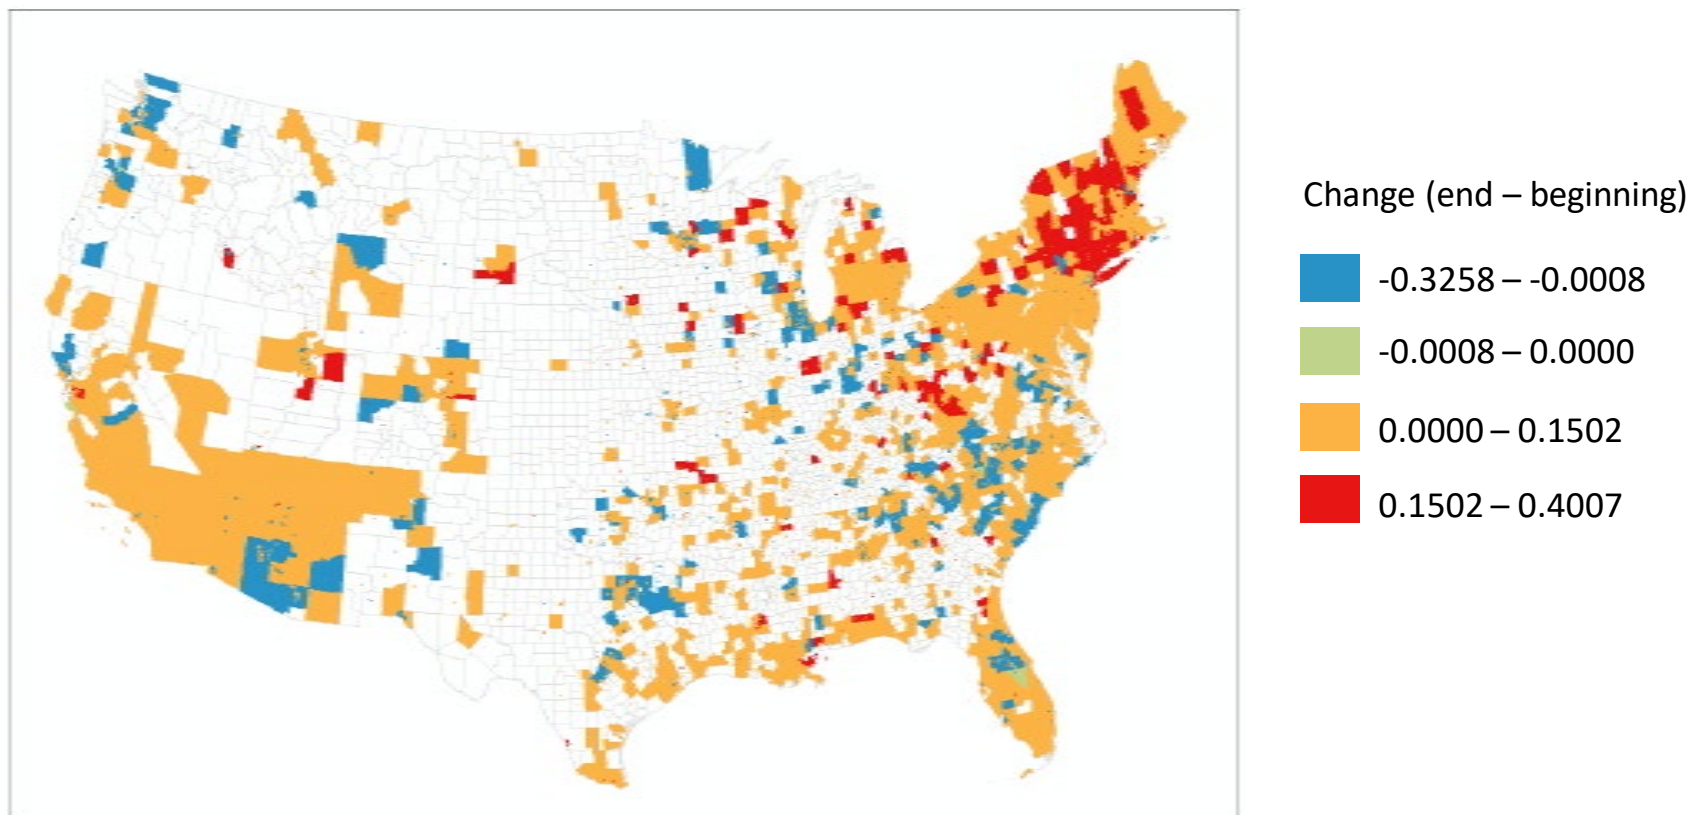 Change (end – beginning)
-0.3258 – -0.0008
-0.0008 – 0.0000
0.0000 – 0.1502
0.1502 – 0.4007